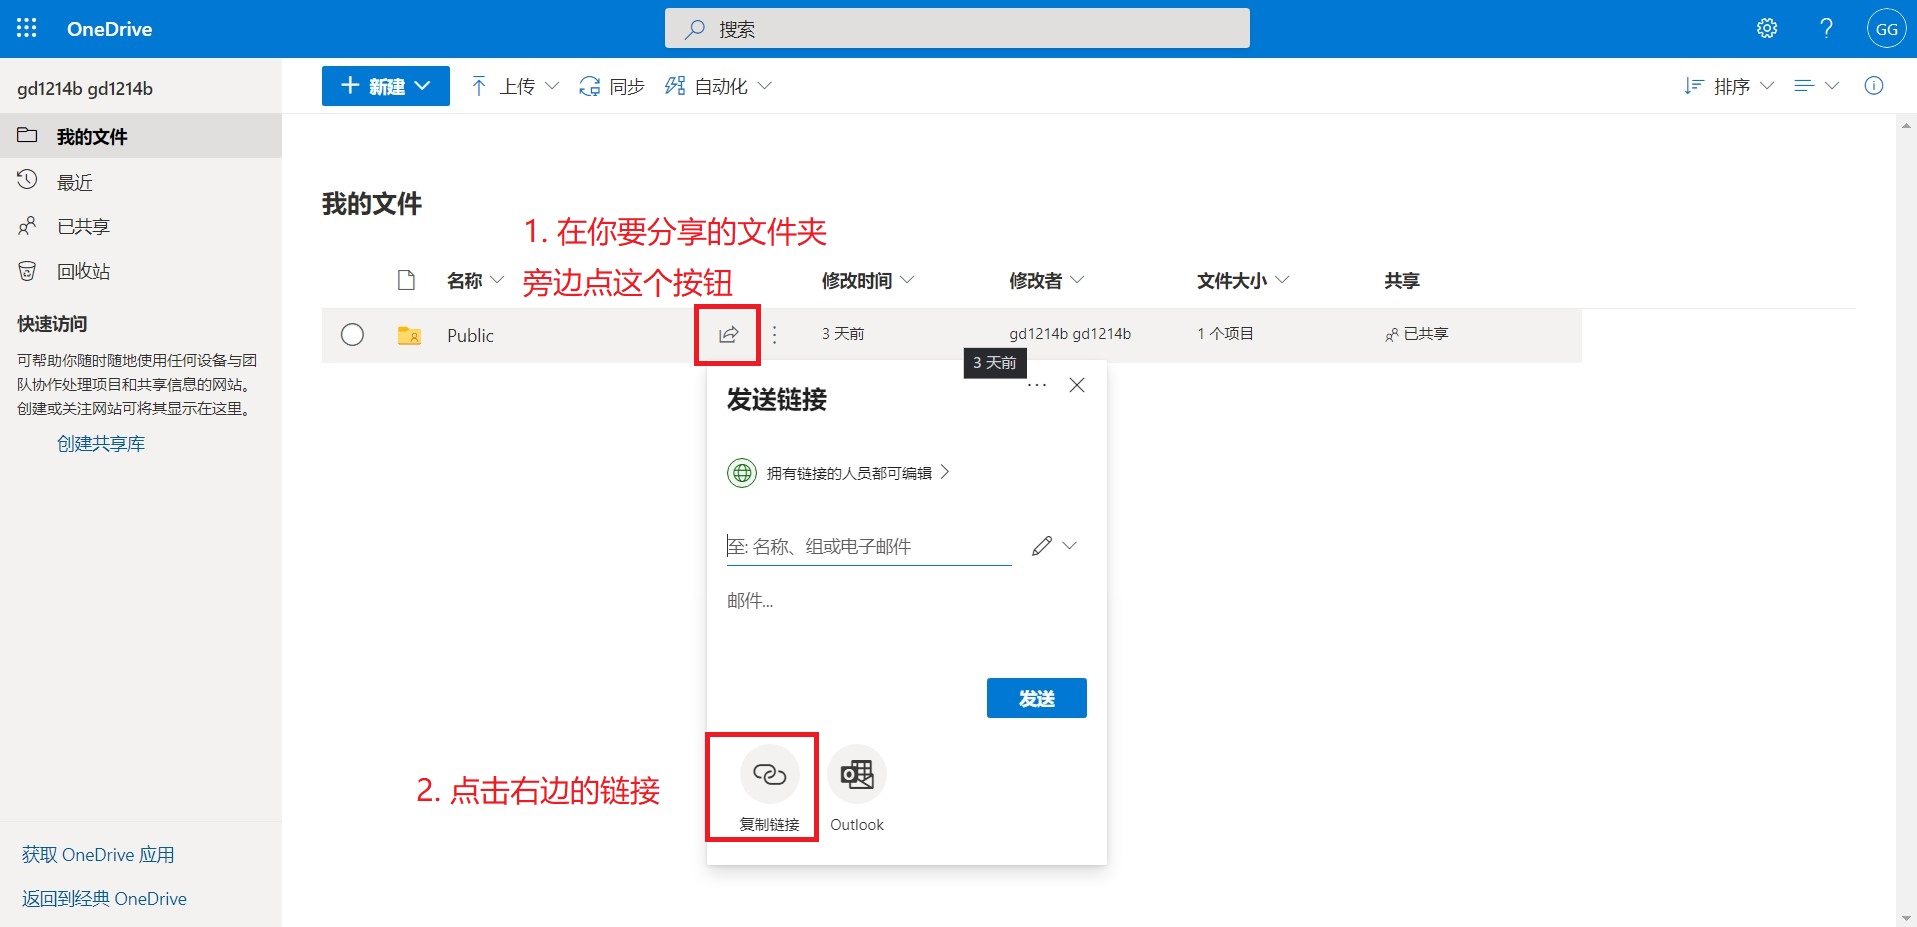 OneDrive
搜索
GG
gd1214b gd1214b
新建
上传
同步
自动化
排序
我的文件
最近
已共享
回收站
快速访问
可帮助你随时随地使用任何设备与团
队协作处理项目和共享信息的网站。
创建或关注网站可将其显示在这里。
创建共享库
获取 OneDrive 应用
返回到经典 OneDrive
我的文件
1. 在你要分享的文件夹
旁边点这个按钮
名称
修改时间
修改者
文件大小
共享
Public
3 天前
gd1214b gd1214b
1 个项目
已共享
3 天前
发送链接
拥有链接的人员都可编辑
至: 名称、组或电子邮件
邮件...
发送
2. 点击右边的链接
复制链接
Outlook